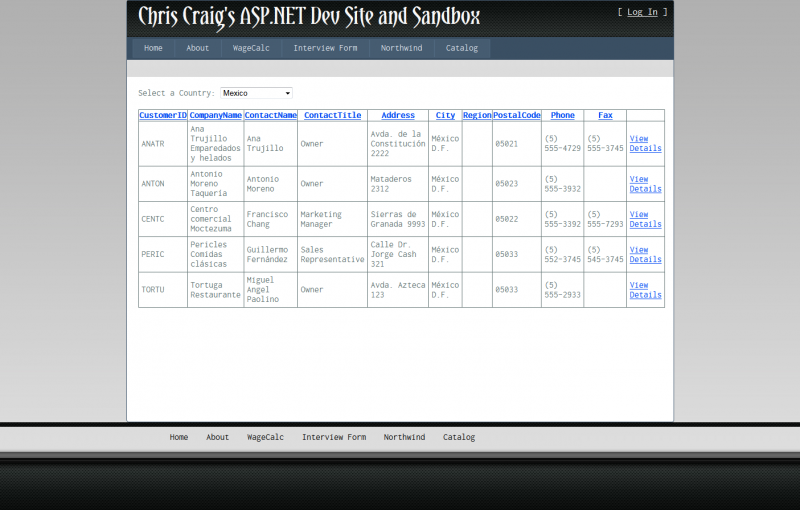 Chris Craig's ASP.NET Dev Site and Sandbox
[ Log In ]
Home About WageCalc Interview Form Northwind Catalog
Select a Country: Mexico
CustomerID CompanyName ContactName ContactTitle Address City Region PostalCode Phone Fax
ANATR Ana Trujillo Emparedados y helados Ana Trujillo Owner Avda. de la Constitución 2222 México D.F. 05021 (5) 555-4729 (5) 555-3745 View Details
ANTON Antonio Moreno Taquería Antonio Moreno Owner Mataderos 2312 México D.F. 05023 (5) 555-3932 View Details
CENTC Centro comercial Moctezuma Francisco Chang Marketing Manager Sierras de Granada 9993 México D.F. 05022 (5) 555-3392 (5) 555-7293 View Details
PERIC Pericles Comidas clásicas Guillermo Fernández Sales Representative Calle Dr. Jorge Cash 321 México D.F. 05033 (5) 552-3745 (5) 545-3745 View Details
TORTU Tortuga Restaurante Miguel Angel Paolino Owner Avda. Azteca 123 México D.F. 05033 (5) 555-2933 View Details
Home About WageCalc Interview Form Northwind Catalog